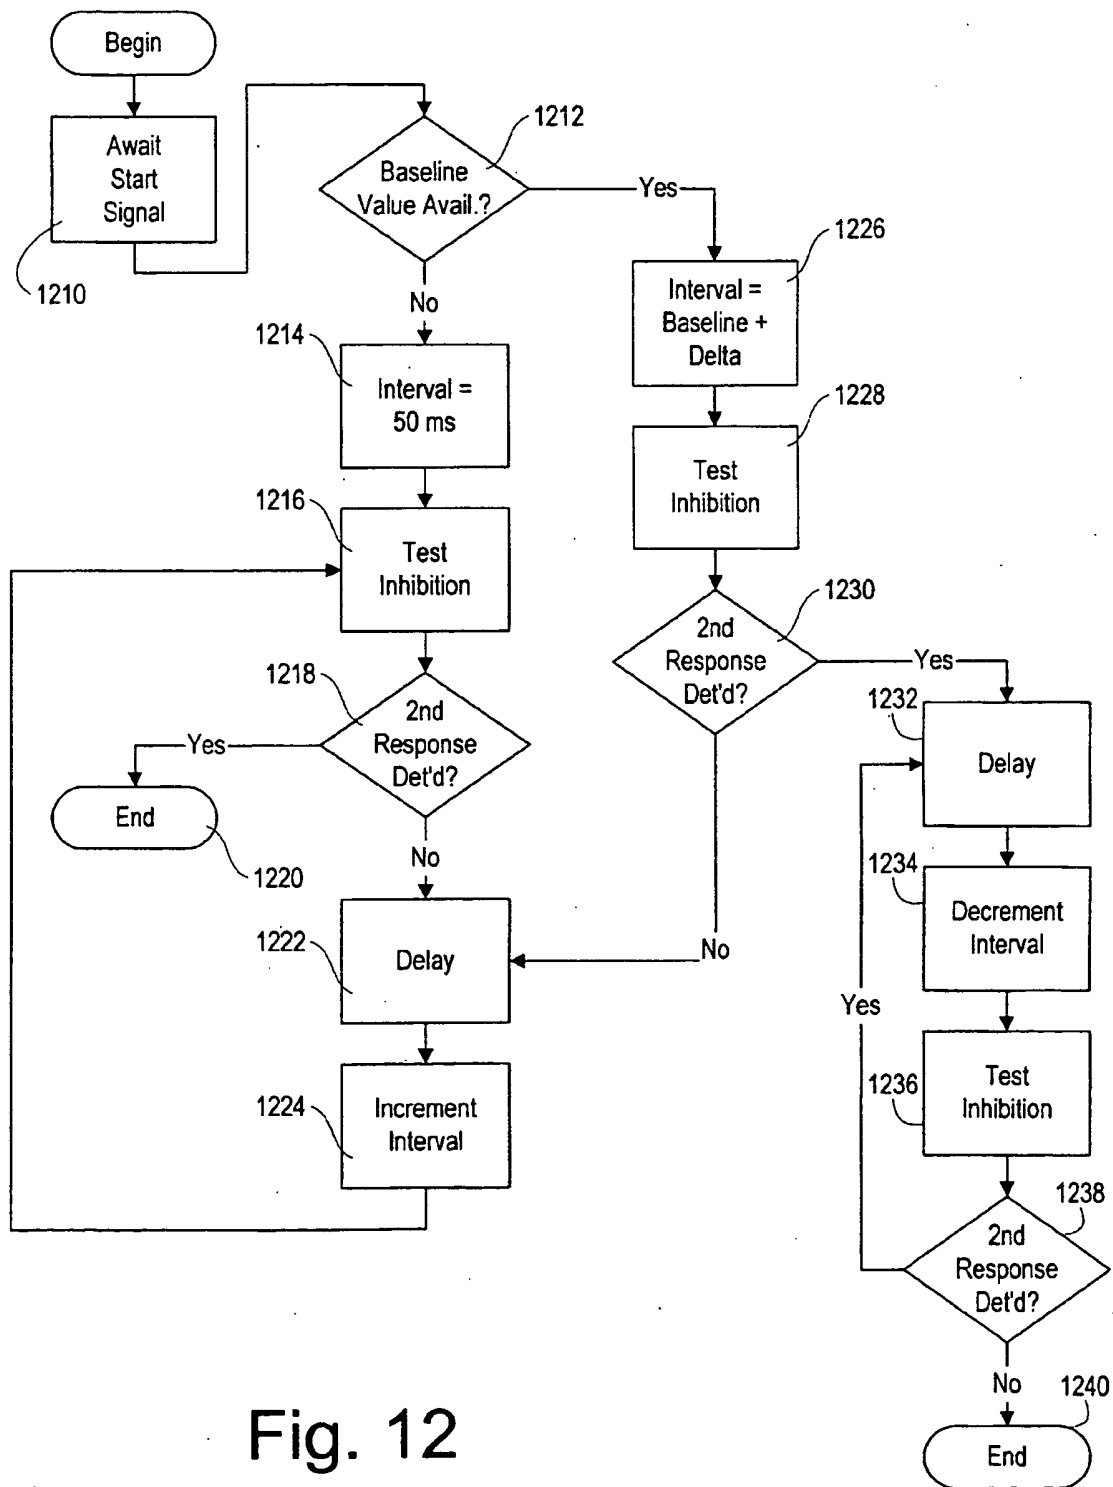 Begin
Await
Start
Signal
1210
Baseline
Value Avail.?
1212
Yes
No
1214
Interval =
50 ms
1216
Test
Inhibition
1218
2nd
Response
Det'd?
Yes
End
1220
No
1222
Delay
1224
Increment
Interval
1226
Interval =
Baseline +
Delta
1228
Test
Inhibition
1230
2nd
Response
Det'd?
Yes
No
1232
Delay
1234
Decrement
Interval
Yes
1236
Test
Inhibition
1238
2nd
Response
Det'd?
No
1240
End
Fig. 12